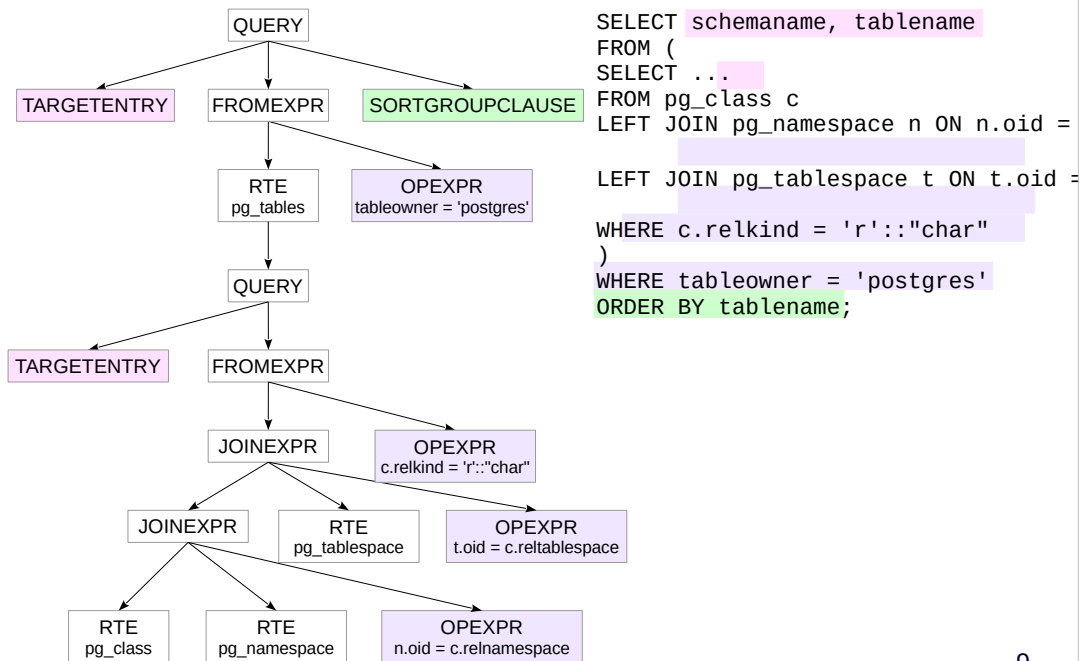 QUERY
TARGETENTRY
FROMEXPR
SORTGROUPCLAUSE
RTE
pg_tables
OPEXPR
tableowner = 'postgres'
QUERY
TARGETENTRY
FROMEXPR
JOINEXPR
OPEXPR
c.relkind = 'r'::"char"
JOINEXPR
RTE
pg_tablespace
OPEXPR
t.oid = c.reltablespace
RTE
pg_class
RTE
pg_namespace
OPEXPR
n.oid = c.relnamespace
SELECT schemaname, tablename
FROM (
SELECT ...
FROM pg_class c
LEFT JOIN pg_namespace n ON n.oid =
LEFT JOIN pg_tablespace t ON t.oid =
WHERE c.relkind = 'r'::"char"
)
WHERE tableowner = 'postgres'
ORDER BY tablename;